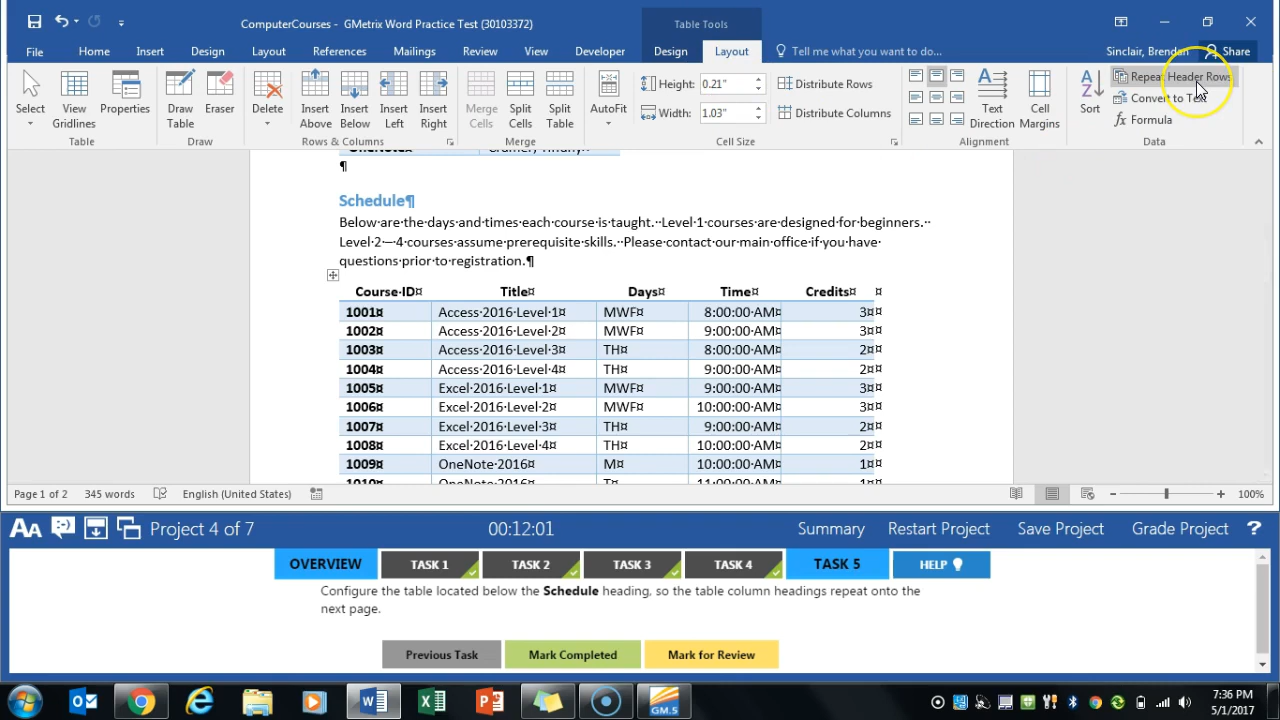 ComputerCourses - GMetrix Word Practice Test (30103372)
Table Tools
File Home Insert Design Layout References Mailings Review View Developer Design Layout Tell me what you want to do... Sinclair, Brendan Share
Select View Gridlines Properties
Table
Draw Table Eraser
Draw
Delete Insert Above Insert Below Insert Left Insert Right
Rows & Columns
Merge Cells Split Cells Split Table
Merge
AutoFit Height: 0.21" Distribute Rows
Width: 1.03" Distribute Columns
Cell Size
Text Direction Cell Margins
Alignment
Sort Repeat Header Rows
Convert to Text
fx Formula
Data
¶
Schedule¶
Below·are·the·days·and·times·each·course·is·taught.··Level·1·courses·are·designed·for·beginners.··
Level·2·–·4·courses·assume·prerequisite·skills.··Please·contact·our·main·office·if·you·have·
questions·prior·to·registration.¶
Course·ID¤ Title¤ Days¤ Time¤ Credits¤ ¤
1001¤ Access·2016·Level·1¤ MWF¤ 8:00:00·AM¤ 3¤¤
1002¤ Access·2016·Level·2¤ MWF¤ 9:00:00·AM¤ 3¤¤
1003¤ Access·2016·Level·3¤ TH¤ 8:00:00·AM¤ 2¤¤
1004¤ Access·2016·Level·4¤ TH¤ 9:00:00·AM¤ 2¤¤
1005¤ Excel·2016·Level·1¤ MWF¤ 9:00:00·AM¤ 3¤¤
1006¤ Excel·2016·Level·2¤ MWF¤ 10:00:00·AM¤ 3¤¤
1007¤ Excel·2016·Level·3¤ TH¤ 9:00:00·AM¤ 2¤¤
1008¤ Excel·2016·Level·4¤ TH¤ 10:00:00·AM¤ 2¤¤
1009¤ OneNote·2016¤ M¤ 10:00:00·AM¤ 1¤¤
1010¤ OneNote·2016¤ T¤ 11:00:00·AM¤ 1¤¤
Page 1 of 2 345 words English (United States) 100%
AA Project 4 of 7 00:12:01 Summary Restart Project Save Project Grade Project ?
OVERVIEW TASK 1 TASK 2 TASK 3 TASK 4 TASK 5 HELP
Configure the table located below the Schedule heading, so the table column headings repeat onto the
next page.
Previous Task Mark Completed Mark for Review
GM.5
7:36 PM
5/1/2017